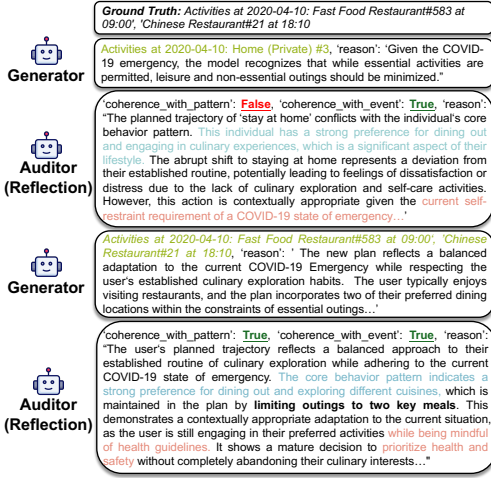 Ground Truth: Activities at 2020-04-10: Fast Food Restaurant#583 at
09:00', 'Chinese Restaurant#21 at 18:10
Generator
Activities at 2020-04-10: Home (Private) #3, 'reason': 'Given the COVID-
19 emergency, the model recognizes that while essential activities are
permitted, leisure and non-essential outings should be minimized.”
Auditor
(Reflection)
'coherence_with_pattern': False, 'coherence_with_event': True, 'reason':
“The planned trajectory of 'stay at home' conflicts with the individual's core
behavior pattern. This individual has a strong preference for dining out
and engaging in culinary experiences, which is a significant aspect of their
lifestyle. The abrupt shift to staying at home represents a deviation from
their established routine, potentially leading to feelings of dissatisfaction or
distress due to the lack of culinary exploration and self-care activities.
However, this action is contextually appropriate given the current self-
restraint requirement of a COVID-19 state of emergency…'
Generator
Activities at 2020-04-10: Fast Food Restaurant#583 at 09:00', 'Chinese
Restaurant#21 at 18:10, 'reason': ' The new plan reflects a balanced
adaptation to the current COVID-19 Emergency while respecting the
user's established culinary exploration habits. The user typically enjoys
visiting restaurants, and the plan incorporates two of their preferred dining
locations within the constraints of essential outings…'
Auditor
(Reflection)
'coherence_with_pattern': True, 'coherence_with_event': True, 'reason':
“The user's planned trajectory reflects a balanced approach to their
established routine of culinary exploration while adhering to the current
COVID-19 state of emergency. The core behavior pattern indicates a
strong preference for dining out and exploring different cuisines, which is
maintained in the plan by limiting outings to two key meals. This
demonstrates a contextually appropriate adaptation to the current situation,
as the user is still engaging in their preferred activities while being mindful
of health guidelines. It shows a mature decision to prioritize health and
safety without completely abandoning their culinary interests…"